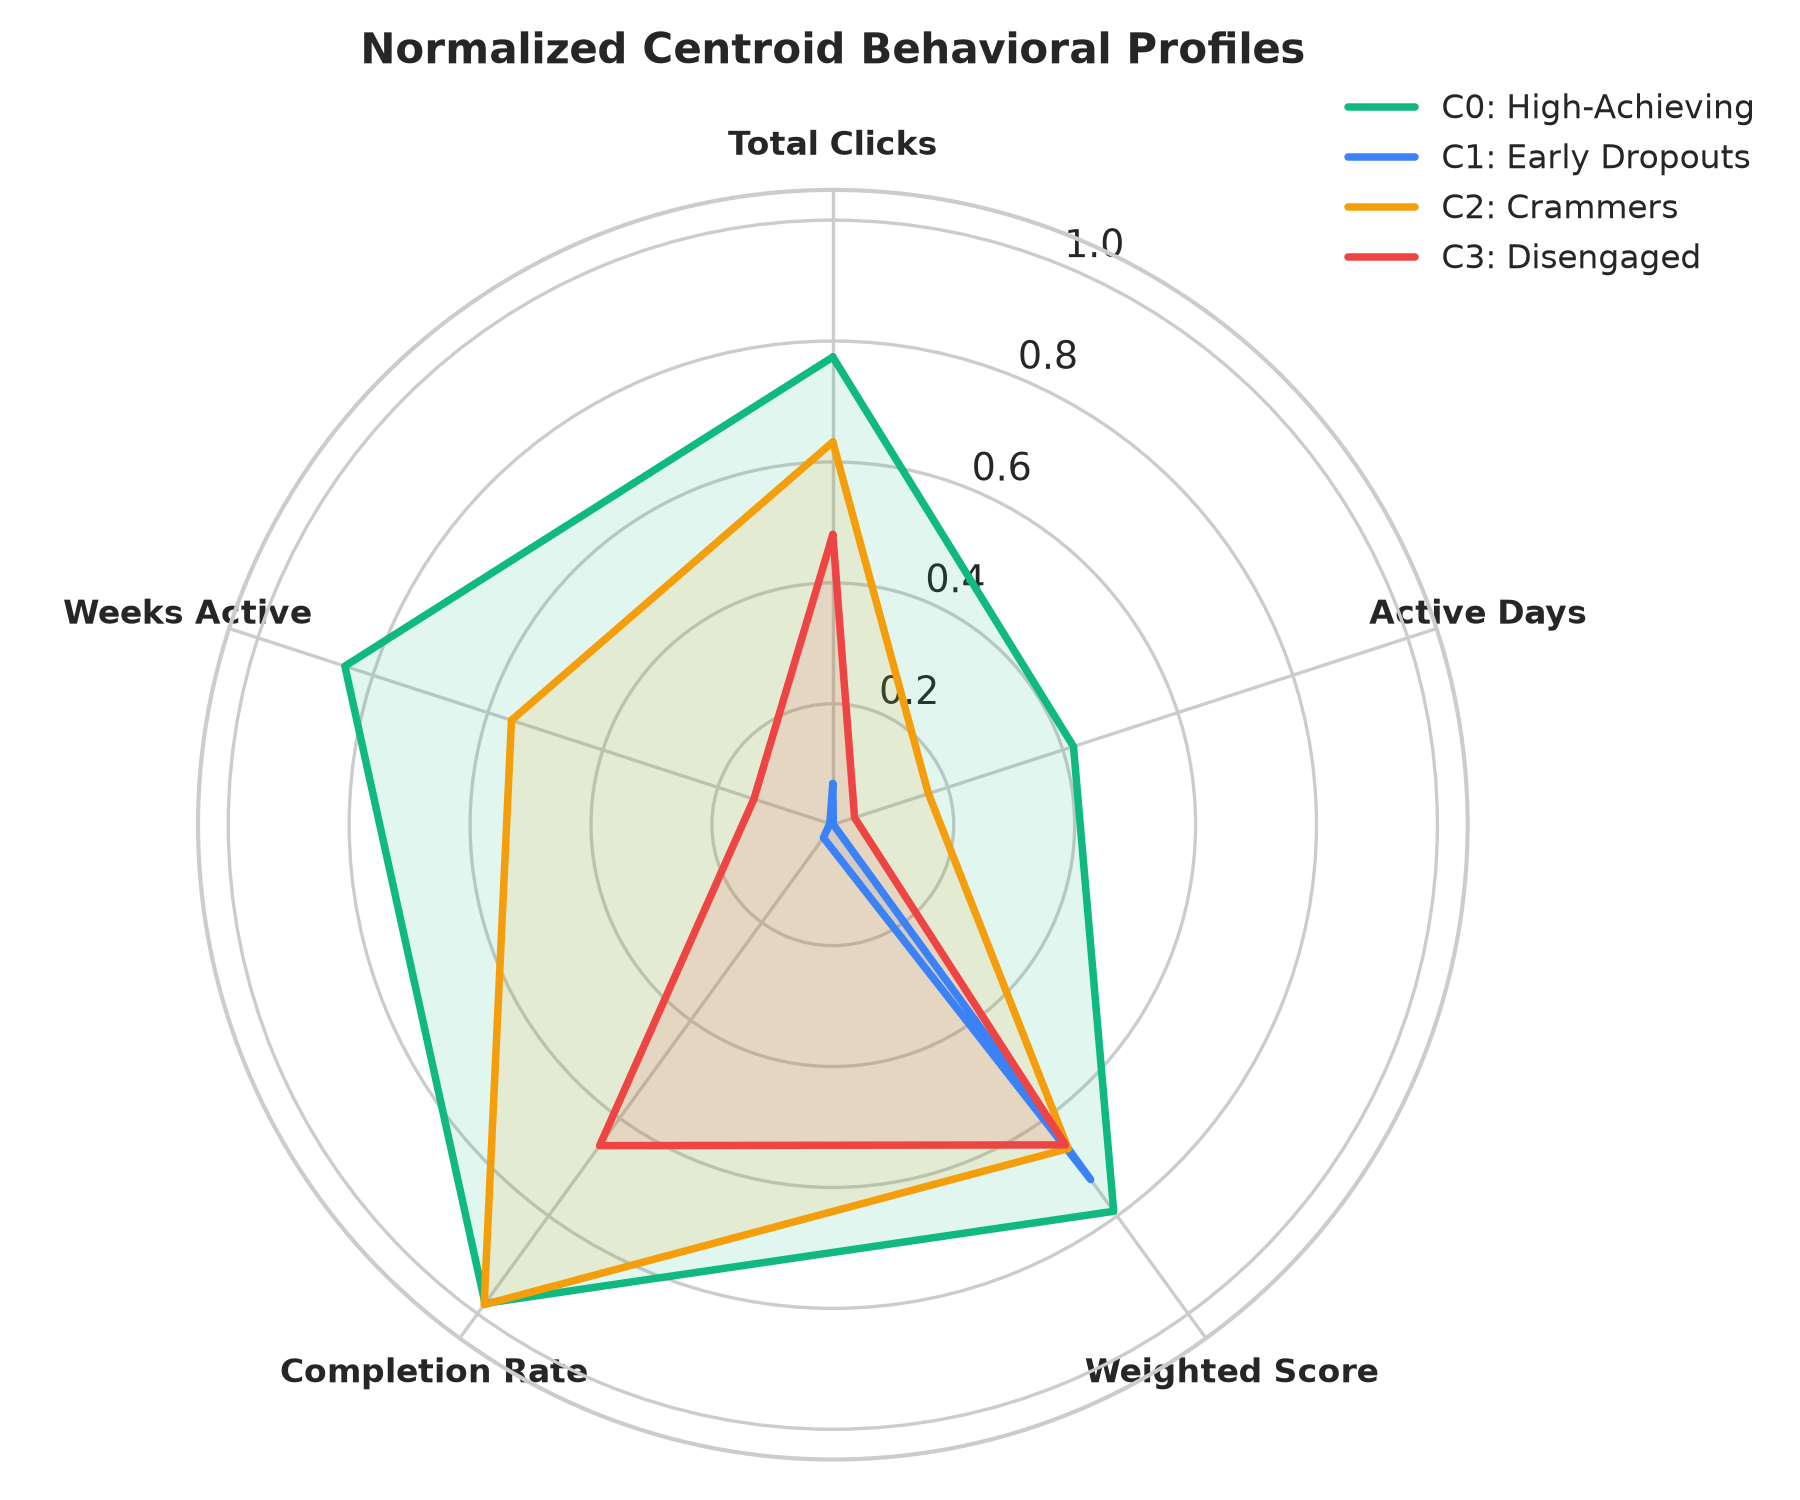 Normalized Centroid Behavioral Profiles
C0: High-Achieving
C1: Early Dropouts
C2: Crammers
C3: Disengaged
Total Clicks
1.0
0.8
0.6
0.4
0.2
Weeks Active
Active Days
Completion Rate
Weighted Score